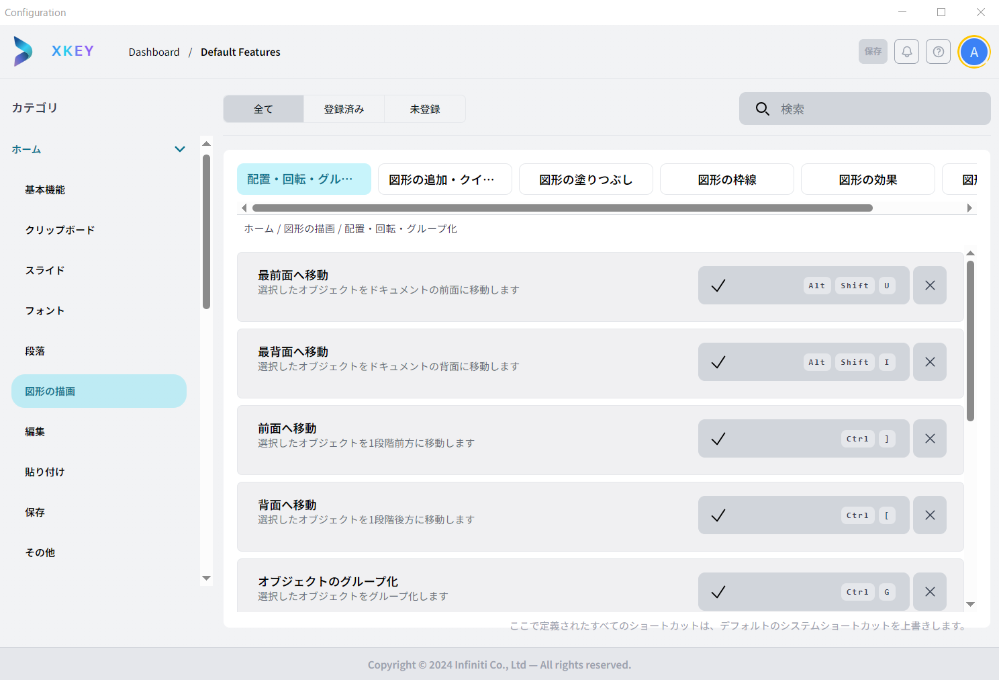 Configuration
XKEY
Dashboard / Default Features
保存
A
カテゴリ
全て
登録済み
未登録
検索
ホーム
基本機能
クリップボード
スライド
フォント
段落
図形の描画
編集
貼り付け
保存
その他
配置・回転・グル…
図形の追加・クイ…
図形の塗りつぶし
図形の枠線
図形の効果
ホーム / 図形の描画 / 配置・回転・グループ化
最前面へ移動
選択したオブジェクトをドキュメントの前面に移動します
Alt Shift U
最背面へ移動
選択したオブジェクトをドキュメントの背面に移動します
Alt Shift I
前面へ移動
選択したオブジェクトを1段階前方に移動します
Ctrl ]
背面へ移動
選択したオブジェクトを1段階後方に移動します
Ctrl [
オブジェクトのグループ化
選択したオブジェクトをグループ化します
Ctrl G
ここで定義されたすべてのショートカットは、デフォルトのシステムショートカットを上書きします。
Copyright © 2024 Infiniti Co., Ltd — All rights reserved.